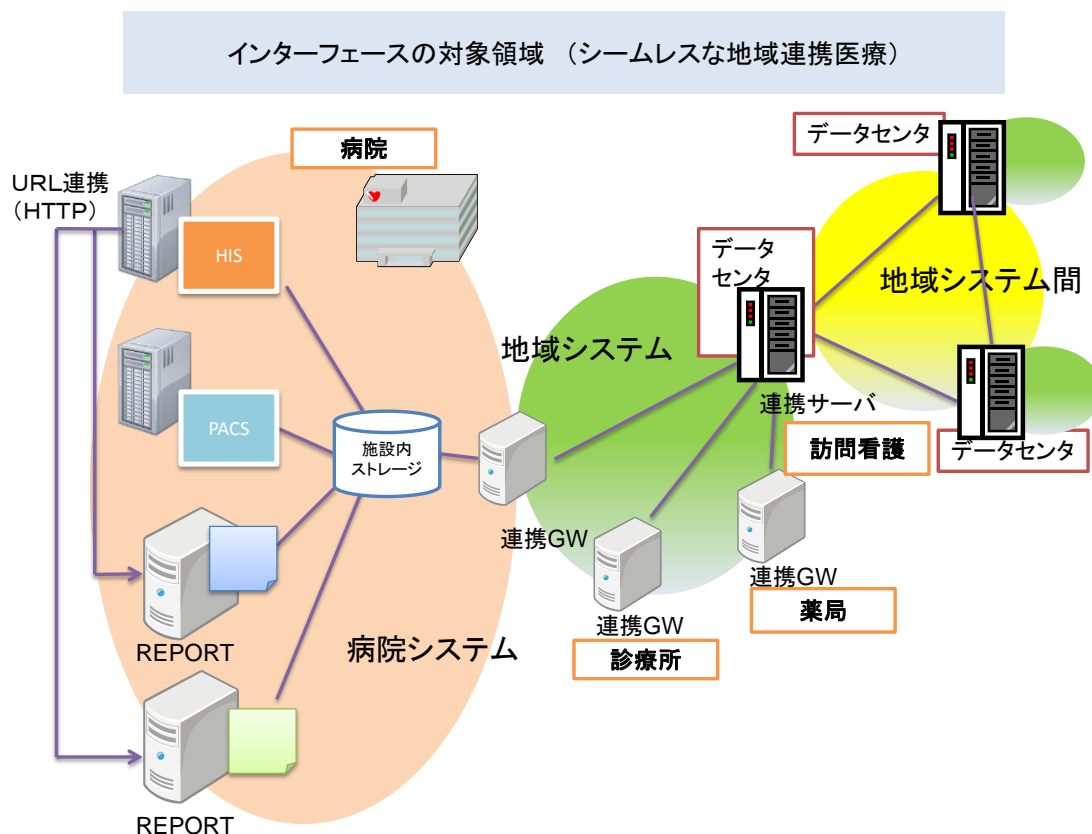 インターフェースの対象領域 (シームレスな地域連携医療)
病院
データセンタ
URL連携
(HTTP)
HIS
データ
センタ
地域システム間
地域システム
連携サーバ
PACS
施設内
ストレージ
訪問看護
データセンタ
連携GW
連携GW
薬局
連携GW
診療所
病院システム
REPORT
REPORT